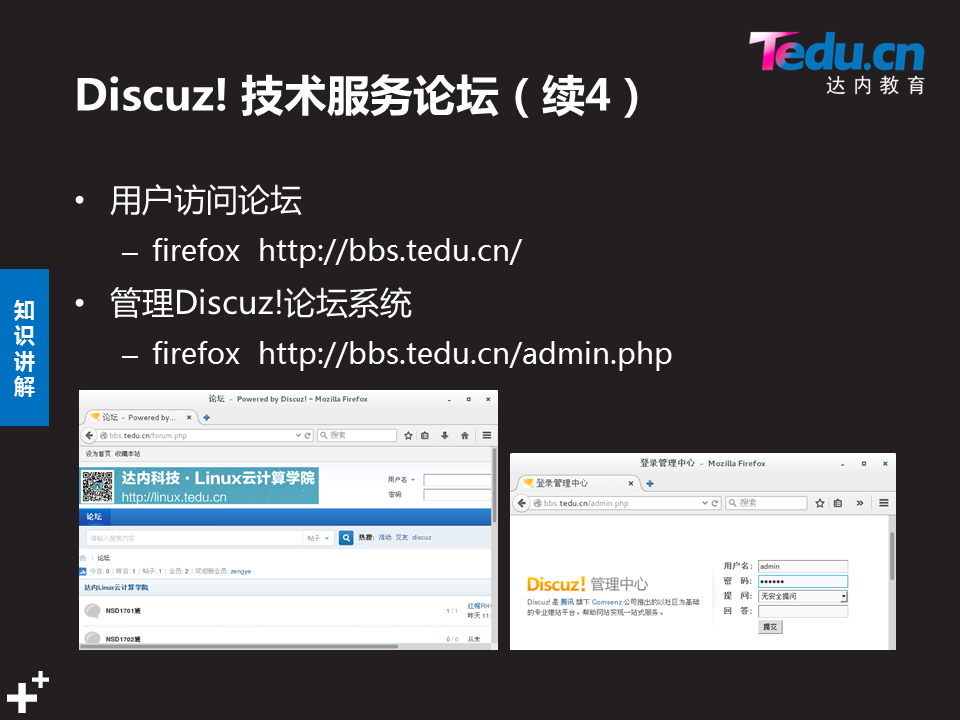 Tedu.cn
达内教育
Discuz! 技术服务论坛（续4）
• 用户访问论坛
– firefox http://bbs.tedu.cn/
• 管理Discuz!论坛系统
– firefox http://bbs.tedu.cn/admin.php
知识讲解
论坛 - Powered by Discuz! - Mozilla Firefox
论坛 - Powered by...
bbs.tedu.cn/forum.php
搜索
设为首页 收藏本站
达内科技·Linux云计算学院
http://linux.tedu.cn
用户名
密码
论坛
请输入搜索内容
帖子
热搜: 活动 交友 discuz
论坛
今日: 0 | 昨日: 1 | 帖子: 1 | 会员: 2 | 欢迎新会员: zengye
达内Linux云计算学院
NSD1701班
1 / 1
红帽RH
昨天 11
NSD1702班
0 / 0
从未
登录管理中心 - Mozilla Firefox
登录管理中心
bbs.tedu.cn/admin.php
搜索
Discuz! 管理中心
Discuz! 是 腾讯 旗下 Comsenz 公司推出的以社区为基础
的专业建站平台，帮助网站实现一站式服务。
用户名: admin
密 码: ••••••
提 问: 无安全提问
回 答:
提交